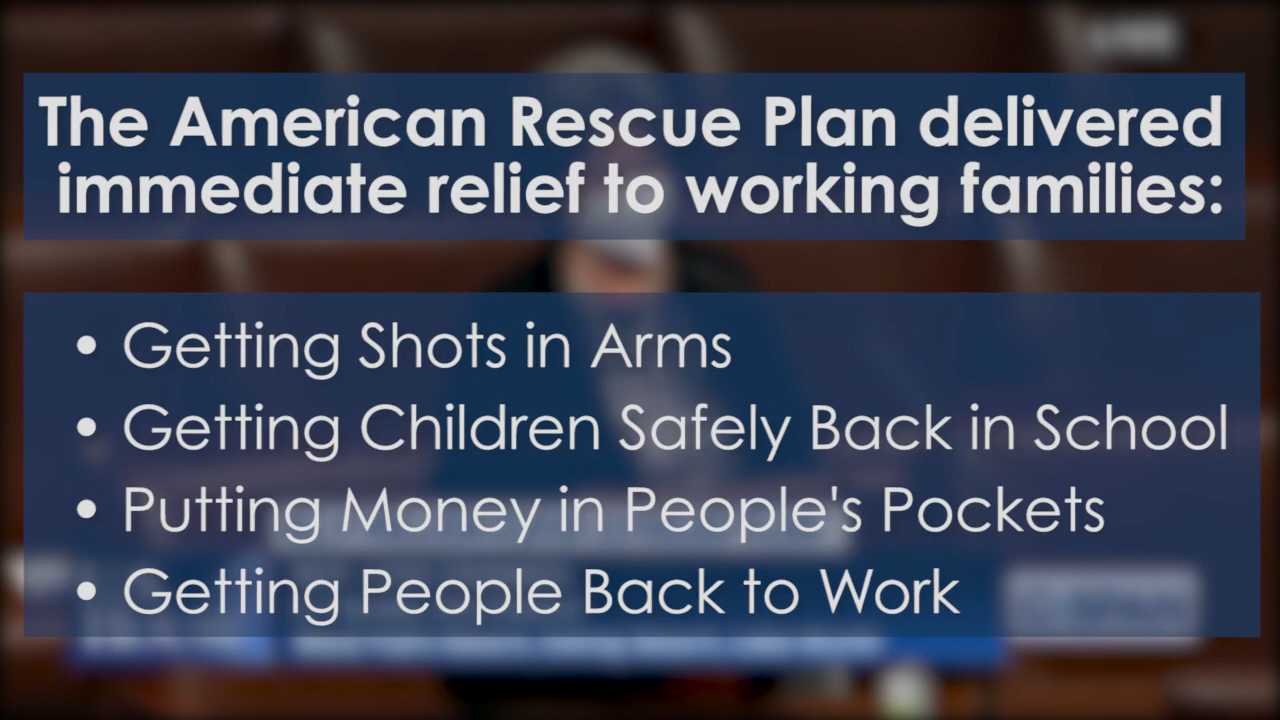 The American Rescue Plan delivered
immediate relief to working families:
• Getting Shots in Arms
• Getting Children Safely Back in School
• Putting Money in People's Pockets
• Getting People Back to Work